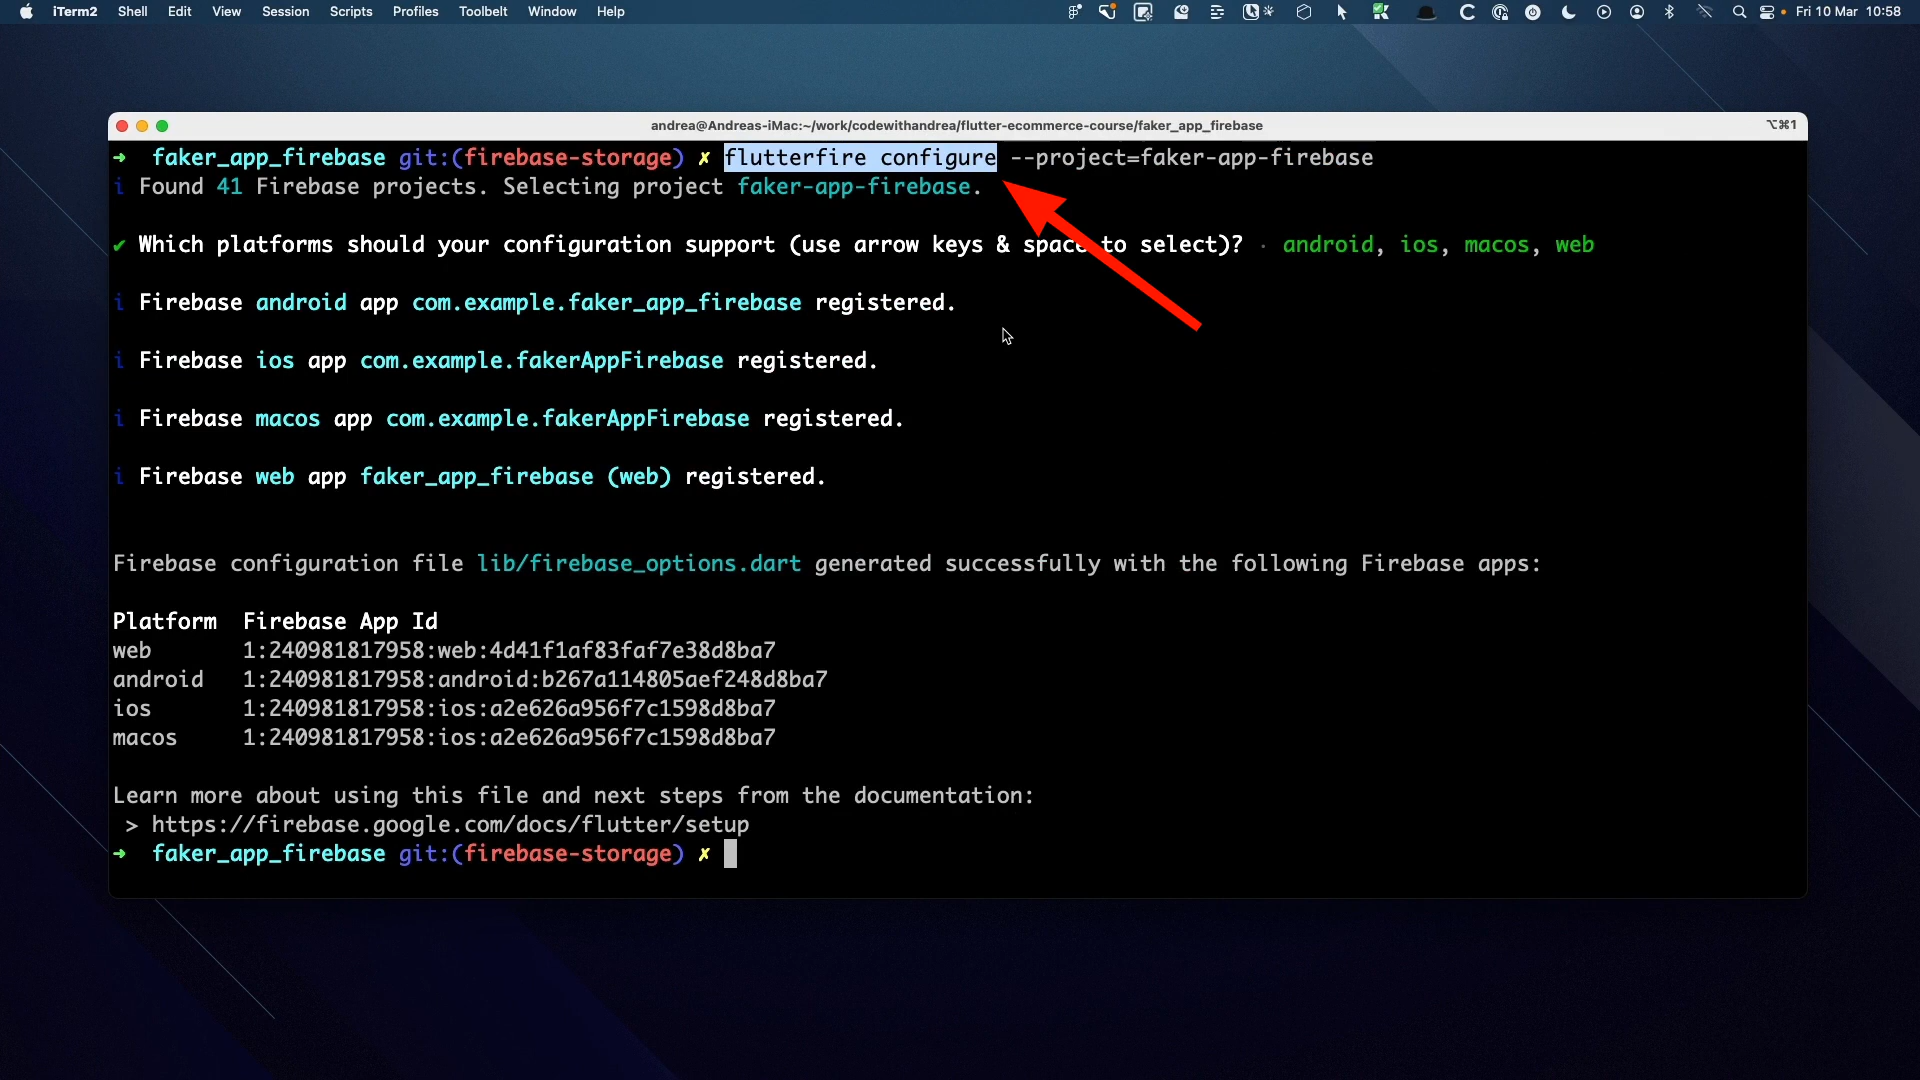 iTerm2 Shell Edit View Session Scripts Profiles Toolbelt Window Help Fri 10 Mar 10:58
andrea@Andreas-iMac:~/work/codewithandrea/flutter-ecommerce-course/faker_app_firebase ⌥⌘1
➜ faker_app_firebase git:(firebase-storage) ✗ flutterfire configure --project=faker-app-firebase
i Found 41 Firebase projects. Selecting project faker-app-firebase.
✔ Which platforms should your configuration support (use arrow keys & space to select)? · android, ios, macos, web
i Firebase android app com.example.faker_app_firebase registered.
i Firebase ios app com.example.fakerAppFirebase registered.
i Firebase macos app com.example.fakerAppFirebase registered.
i Firebase web app faker_app_firebase (web) registered.
Firebase configuration file lib/firebase_options.dart generated successfully with the following Firebase apps:
Platform Firebase App Id
web 1:240981817958:web:4d41f1af83faf7e38d8ba7
android 1:240981817958:android:b267a114805aef248d8ba7
ios 1:240981817958:ios:a2e626a956f7c1598d8ba7
macos 1:240981817958:ios:a2e626a956f7c1598d8ba7
Learn more about using this file and next steps from the documentation:
> https://firebase.google.com/docs/flutter/setup
➜ faker_app_firebase git:(firebase-storage) ✗